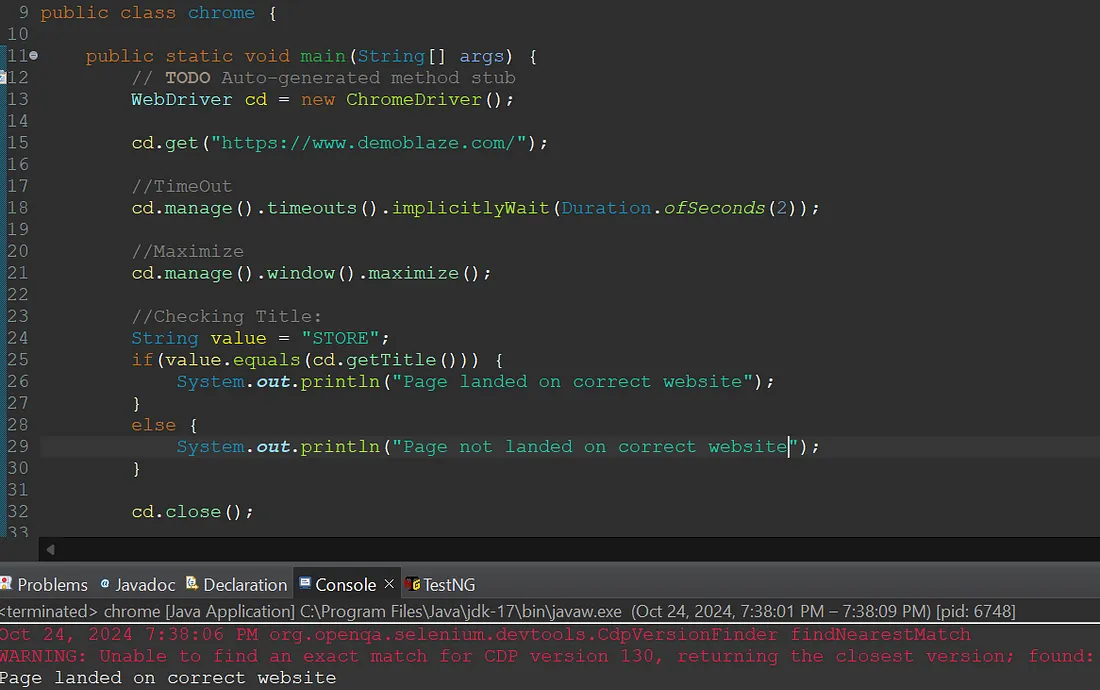 9 public class chrome {
10
11 public static void main(String[] args) {
12 // TODO Auto-generated method stub
13 WebDriver cd = new ChromeDriver();
14
15 cd.get("https://www.demoblaze.com/");
16
17 //TimeOut
18 cd.manage().timeouts().implicitlyWait(Duration.ofSeconds(2));
19
20 //Maximize
21 cd.manage().window().maximize();
22
23 //Checking Title:
24 String value = "STORE";
25 if(value.equals(cd.getTitle())) {
26 System.out.println("Page landed on correct website");
27 }
28 else {
29 System.out.println("Page not landed on correct website");
30 }
31
32 cd.close();
33
Problems @ Javadoc Declaration Console × TestNG
<terminated> chrome [Java Application] C:\Program Files\Java\jdk-17\bin\javaw.exe (Oct 24, 2024, 7:38:01 PM – 7:38:09 PM) [pid: 6748]
Oct 24, 2024 7:38:06 PM org.openqa.selenium.devtools.CdpVersionFinder findNearestMatch
WARNING: Unable to find an exact match for CDP version 130, returning the closest version; found:
Page landed on correct website